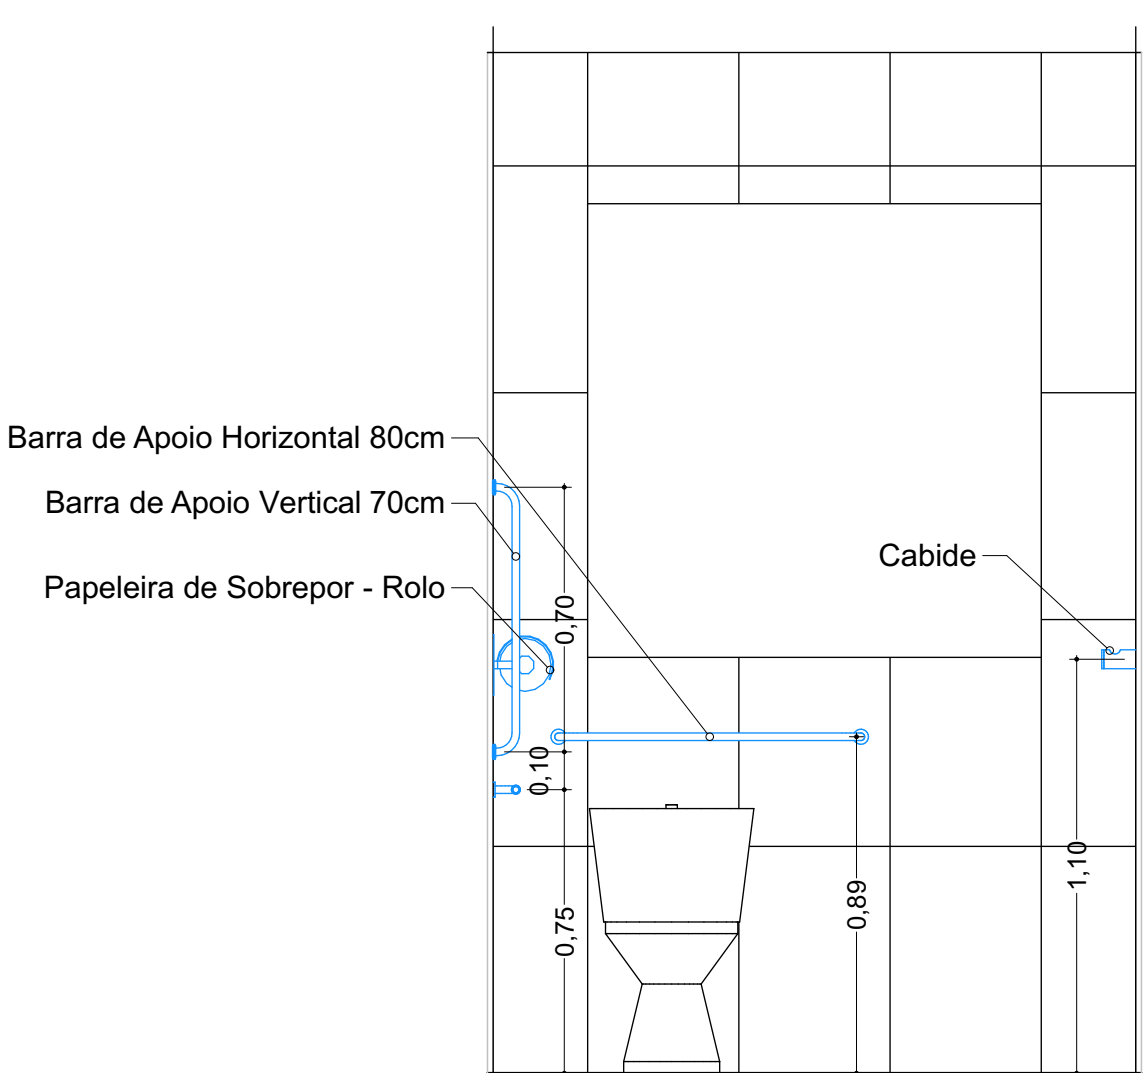 Barra de Apoio Horizontal 80cm
Barra de Apoio Vertical 70cm
Cabide
Papeleira de Sobrepor - Rolo
0,70
0,10
1,10
0,89
0,75